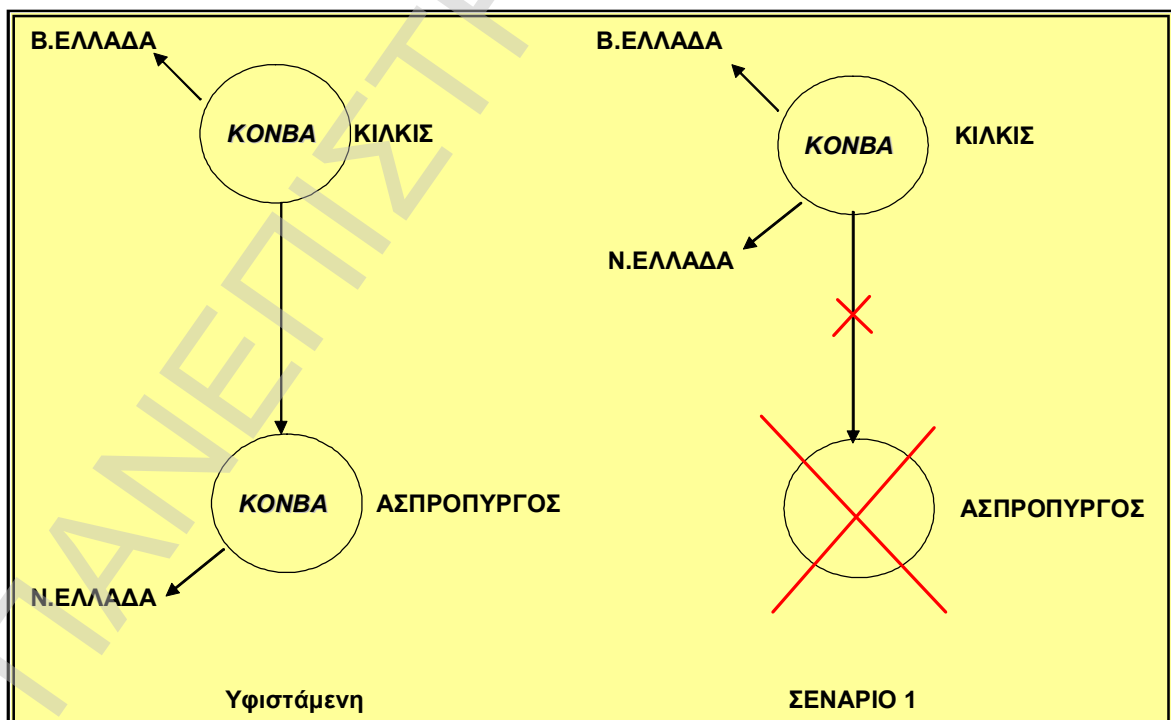 Β.ΕΛΛΑΔΑ
ΚΟΝΒΑ ΚΙΛΚΙΣ
ΑΣΠΡΟΠΥΡΓΟΣ
ΚΟΝΒΑ
Ν.ΕΛΛΑΔΑ
Υφιστάμενη
Β.ΕΛΛΑΔΑ
ΚΟΝΒΑ
ΚΙΛΚΙΣ
Ν.ΕΛΛΑΔΑ
ΑΣΠΡΟΠΥΡΓΟΣ
ΣΕΝΑΡΙΟ 1